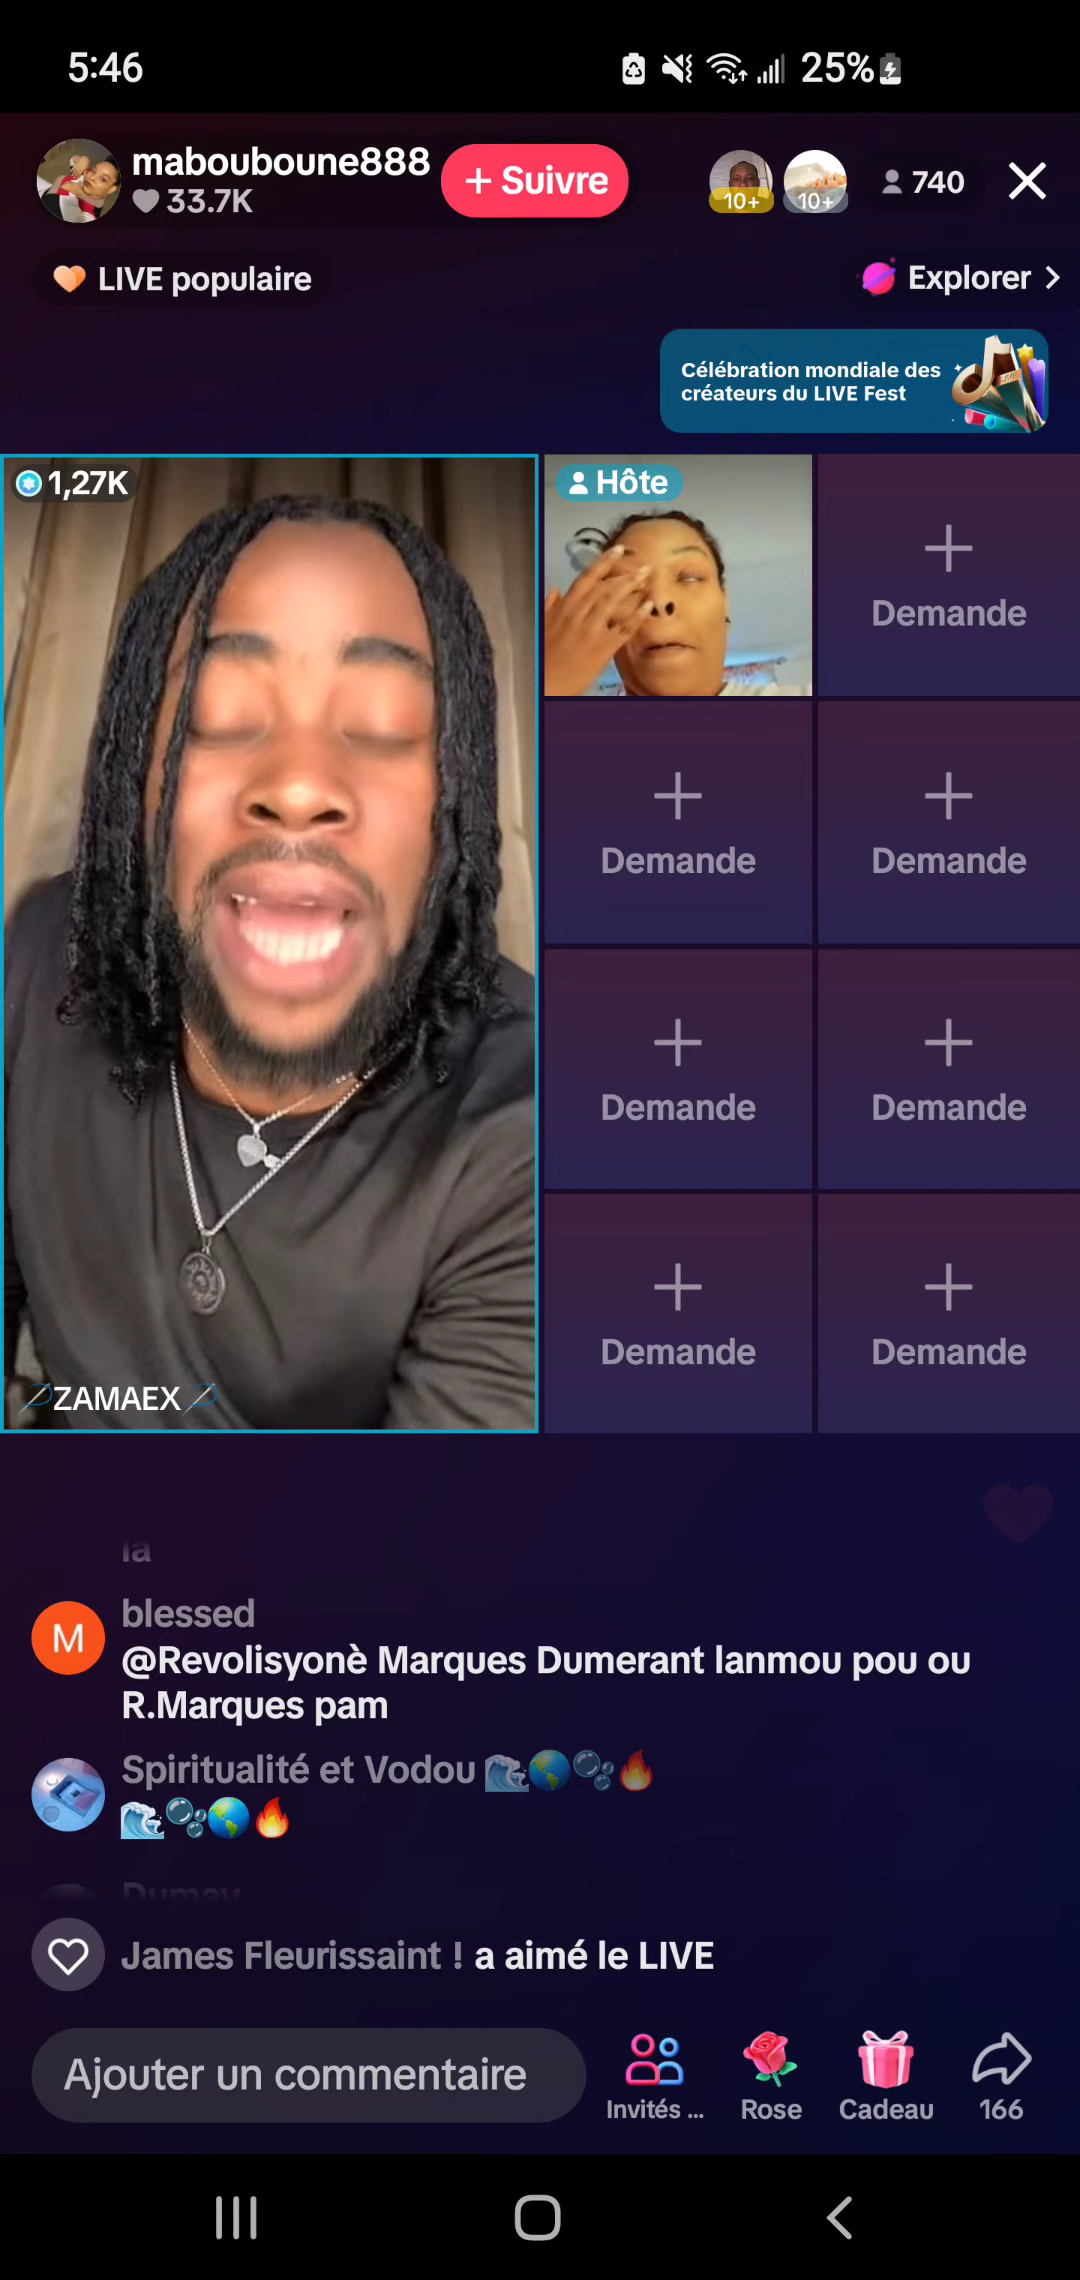 5:46
25%
mabouboune888
33.7K
+ Suivre
10+
10+
740
LIVE populaire
Explorer >
Célébration mondiale des
créateurs du LIVE Fest
1,27K
Hôte
Demande
Demande
Demande
Demande
Demande
Demande
Demande
ZAMAEX
la
blessed
M
@Revolisyonè Marques Dumerant lanmou pou ou
R.Marques pam
Spiritualité et Vodou
James Fleurissaint ! a aimé le LIVE
Ajouter un commentaire
Invités ...
Rose
Cadeau
166